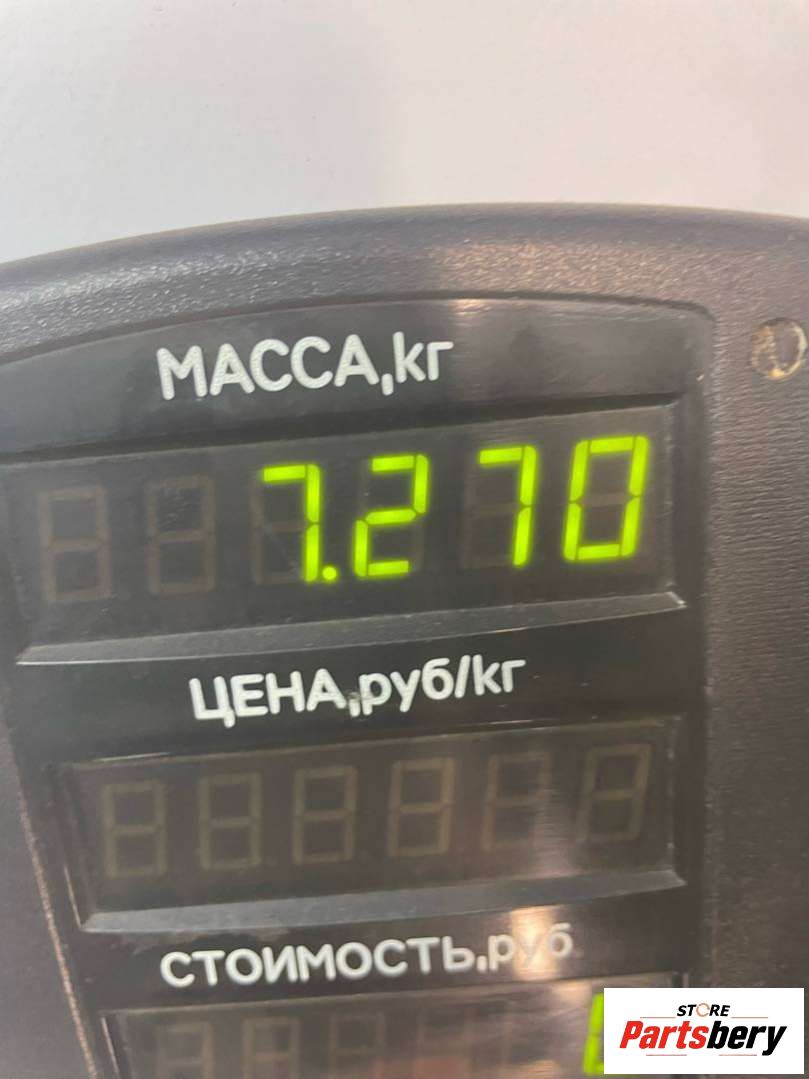 МАССА,кг
7.270
ЦЕНА,руб/кг
СТОИМОСТЬ,руб
STORE
Partsbery